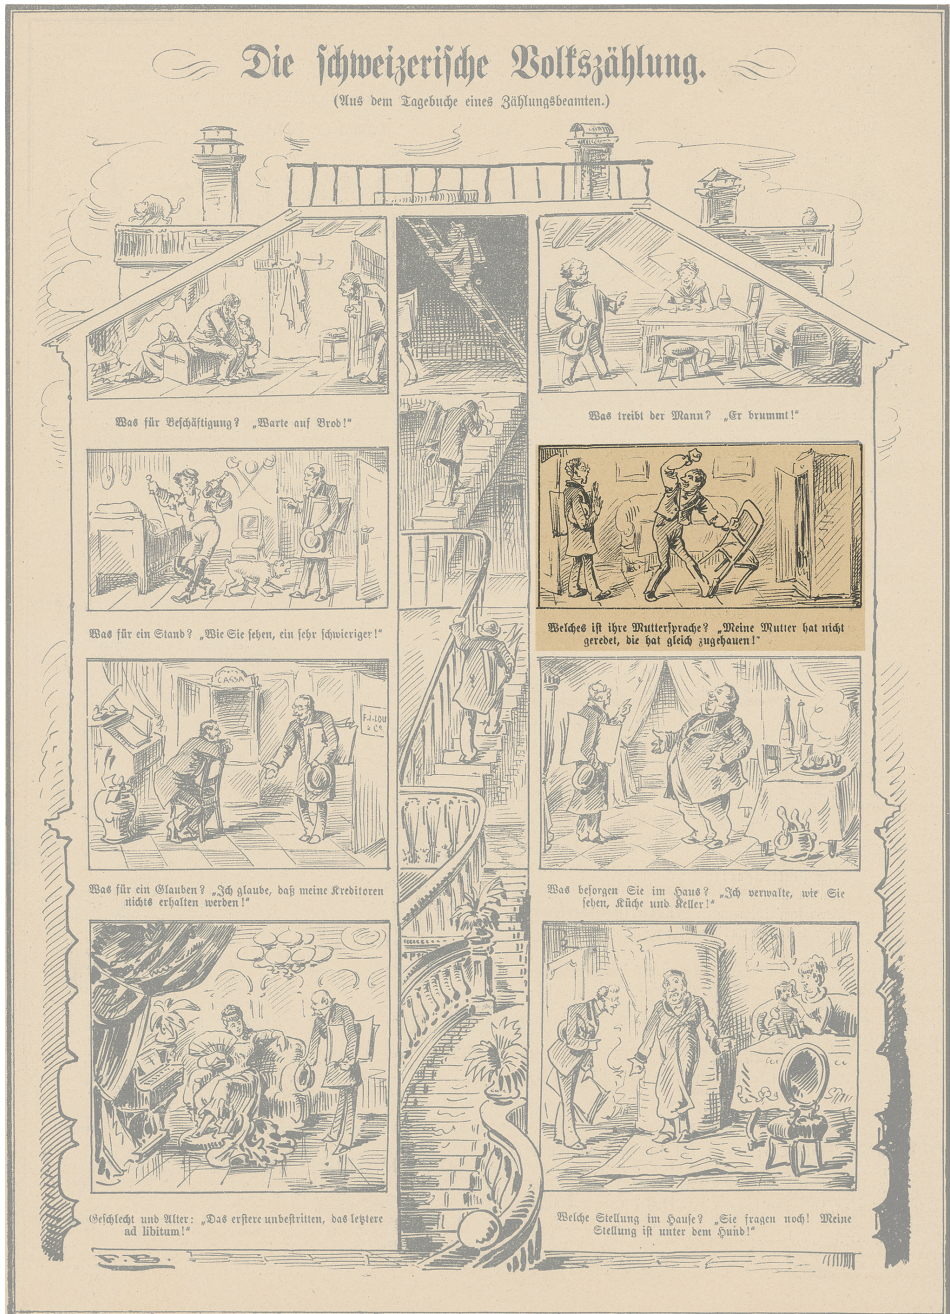 Die schweizerische Volkszählung.
(Aus dem Tagebuche eines Zählungsbeamten.)
Was für Beschäftigung? „Warte auf Brod!"
Was treibt der Mann? „Er brummt!"
Was für ein Stand? „Wie Sie sehen, ein sehr schwieriger!"
Welches ist ihre Muttersprache? „Meine Mutter hat nicht
geredet, die hat gleich zugehauen!"
CASSA
F. J. LOU
& Co.
Was für ein Glauben? „Ich glaube, daß meine Kreditoren
nichts erhalten werden!"
Was besorgen Sie im Haus? „Ich verwalte, wie Sie
sehen, Küche und Keller!"
Geschlecht und Alter: „Das erstere unbestritten, das letztere
ad libitum!"
Welche Stellung im Hause? „Sie fragen noch! Meine
Stellung ist unter dem Hund!"
F. B.